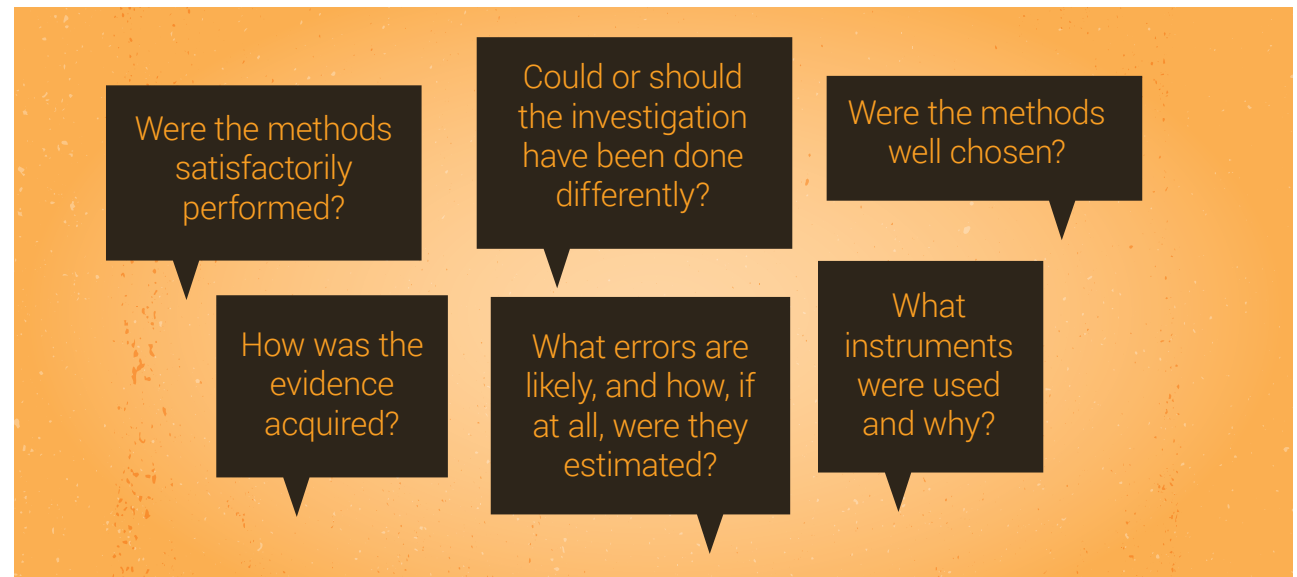 Were the methods
satisfactorily
performed?
Could or should
the investigation
have been done
differently?
Were the methods
well chosen?
How was the
evidence
acquired?
What errors are
likely, and how, if
at all, were they
estimated?
What
instruments
were used
and why?